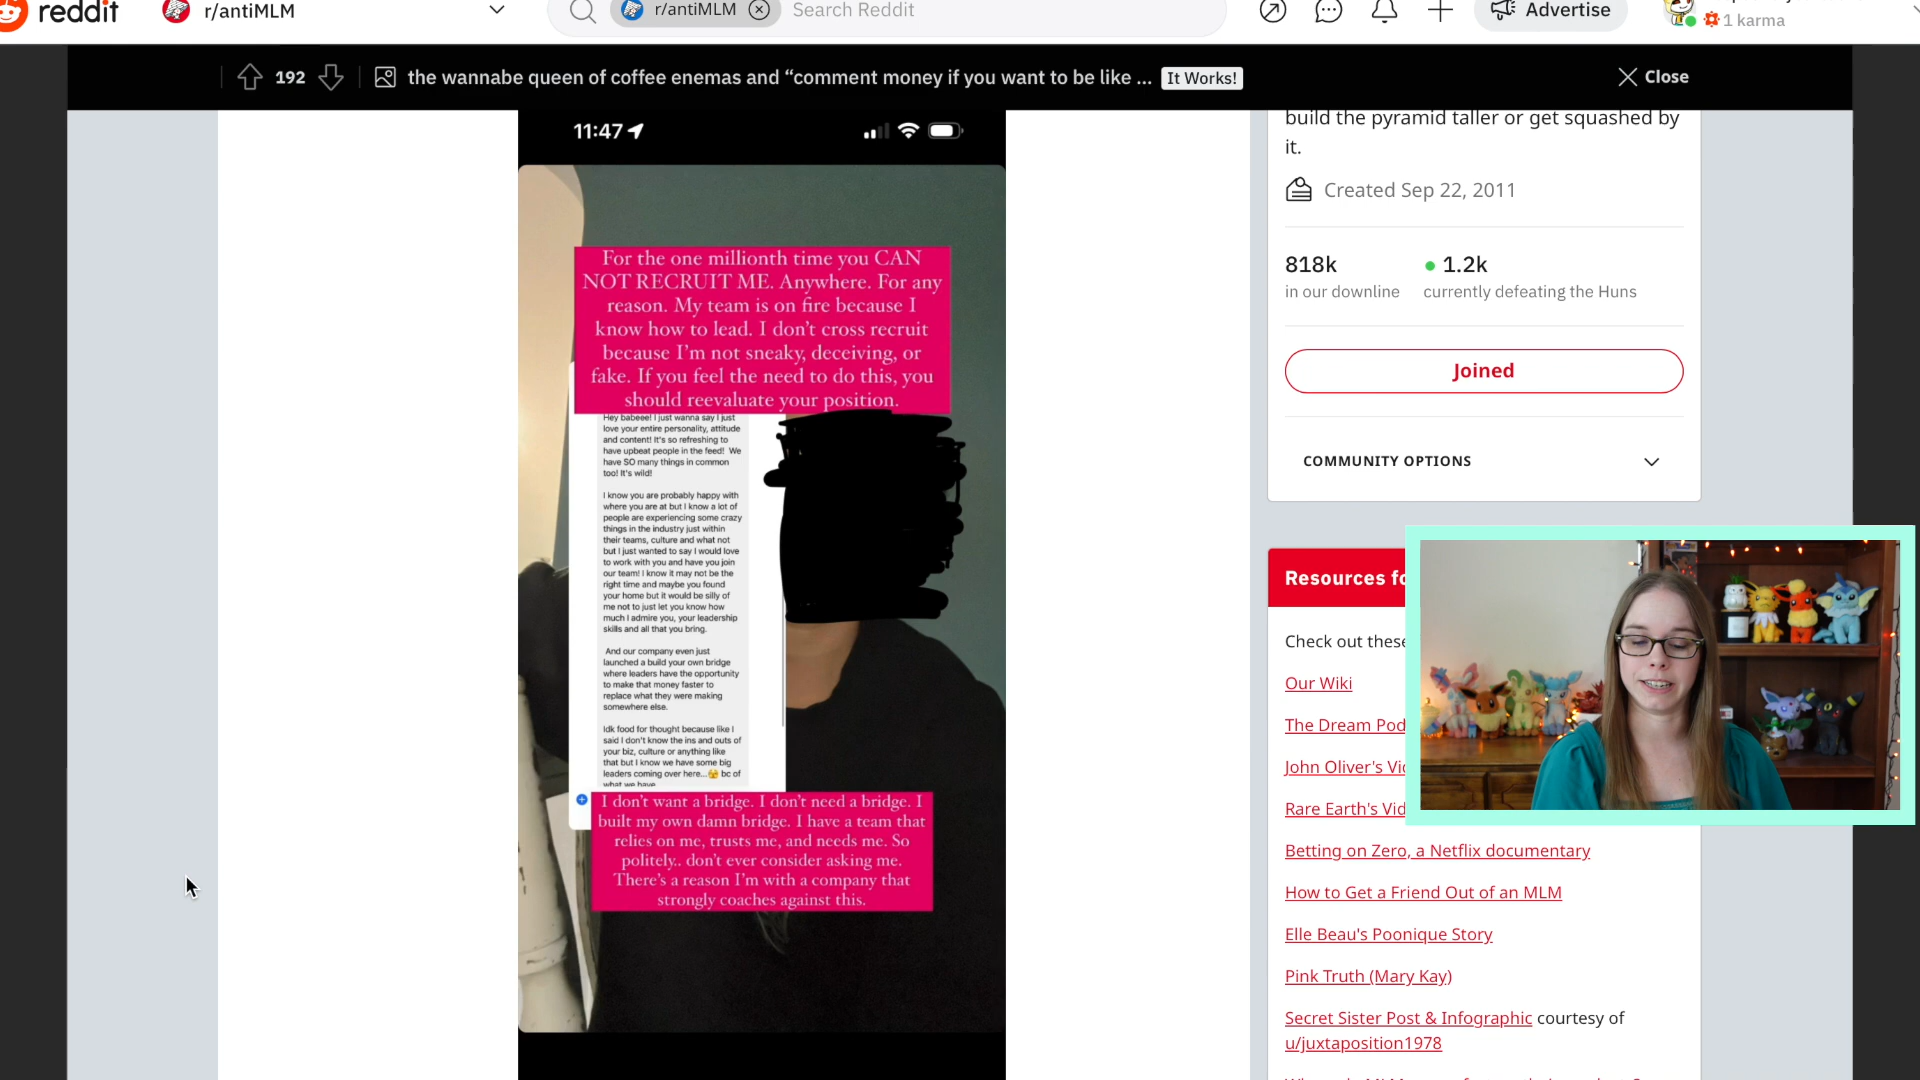 reddit
r/antiMLM
r/antiMLM
Search Reddit
Advertise
1 karma
192
the wannabe queen of coffee enemas and “comment money if you want to be like ...
It Works!
Close
11:47
For the one millionth time you CAN
NOT RECRUIT ME. Anywhere. For any
reason. My team is on fire because I
know how to lead. I don’t cross recruit
because I’m not sneaky, deceiving, or
fake. If you feel the need to do this, you
should reevaluate your position.
Hey babeee! I just wanna say I just
love your entire personality, attitude
and content! It's so refreshing to
have upbeat people in the feed! We
have SO many things in common
too! It's wild!
I know you are probably happy with
where you are at but I know a lot of
people are experiencing some crazy
things in the industry just within
their teams, culture and what not
but I just wanted to say I would love
to work with you and have you join
our team! I know it may not be the
right time and maybe you found
your home but it would be silly of
me not to just let you know how
much I admire you, your leadership
skills and all that you bring.
And our company even just
launched a build your own bridge
where leaders have the opportunity
to make that money faster to
replace what they were making
somewhere else.
Idk food for thought because like I
said I don't know the ins and outs of
your biz, culture or anything like
that but I know we have some big
leaders coming over here...🫣 bc of
what we have
I don’t want a bridge. I don’t need a bridge. I
built my own damn bridge. I have a team that
relies on me, trusts me, and needs me. So
politely.. don’t ever consider asking me.
There’s a reason I’m with a company that
strongly coaches against this.
build the pyramid taller or get squashed by
it.
Created Sep 22, 2011
818k
1.2k
in our downline
currently defeating the Huns
Joined
COMMUNITY OPTIONS
Resources fo
Check out these
Our Wiki
The Dream Pod
John Oliver's Vid
Rare Earth's Vid
Betting on Zero, a Netflix documentary
How to Get a Friend Out of an MLM
Elle Beau's Poonique Story
Pink Truth (Mary Kay)
Secret Sister Post & Infographic courtesy of
u/juxtaposition1978